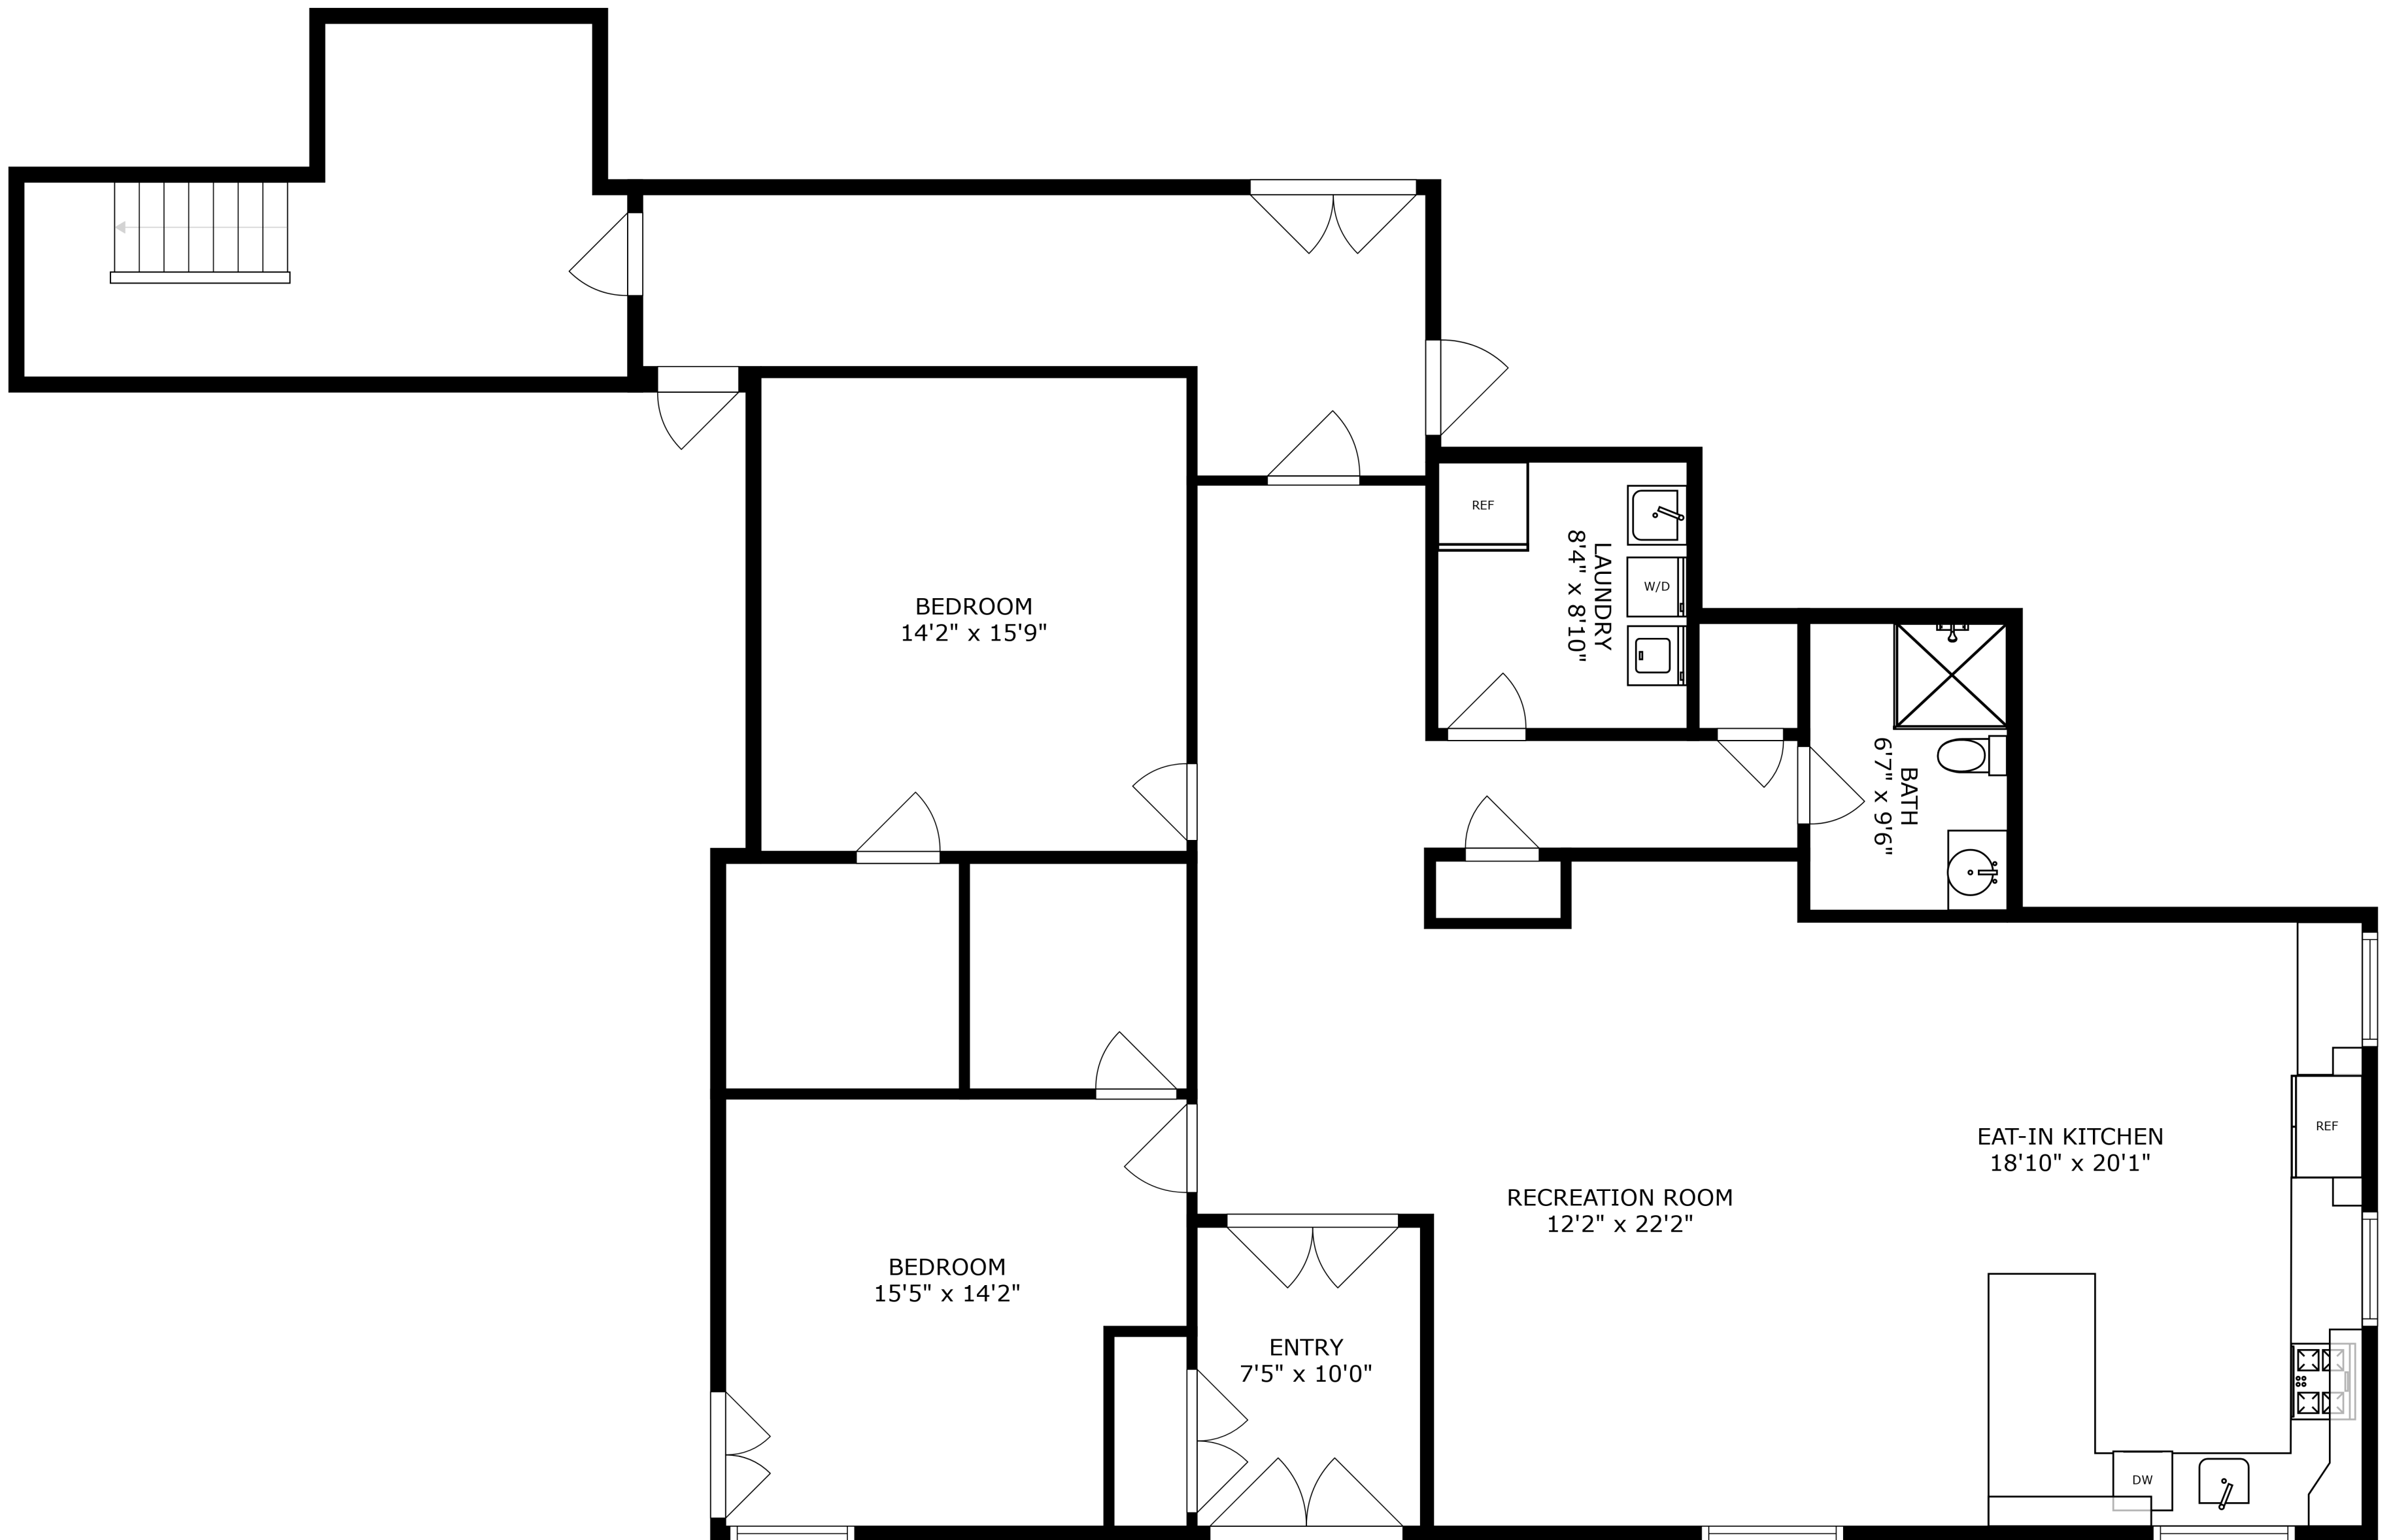 REF
LAUNDRY
8'4" x 8'10"
W/D
BEDROOM
14'2" x 15'9"
BATH
6'7" x 9'6"
EAT-IN KITCHEN
18'10" x 20'1"
REF
RECREATION ROOM
12'2" x 22'2"
BEDROOM
15'5" x 14'2"
ENTRY
7'5" x 10'0"
DW